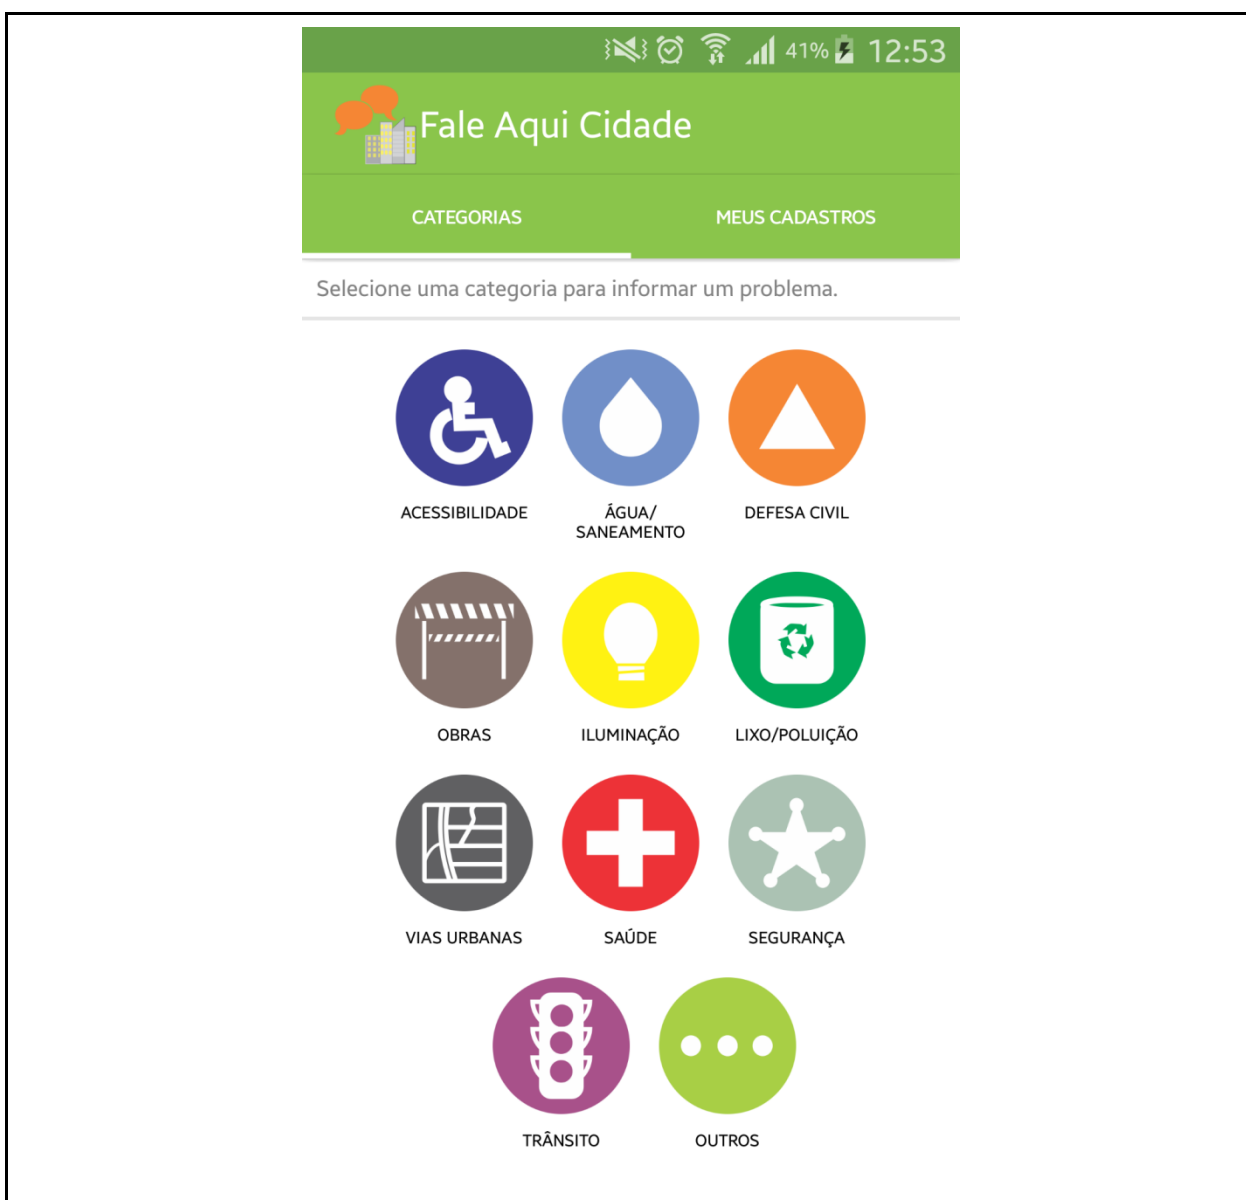 41% 12:53
Fale Aqui Cidade
CATEGORIAS MEUS CADASTROS
Selecione uma categoria para informar um problema.
ACESSIBILIDADE
ÁGUA/
SANEAMENTO
DEFESA CIVIL
OBRAS
ILUMINAÇÃO
LIXO/POLUIÇÃO
VIAS URBANAS
SAÚDE
SEGURANÇA
TRÂNSITO
OUTROS